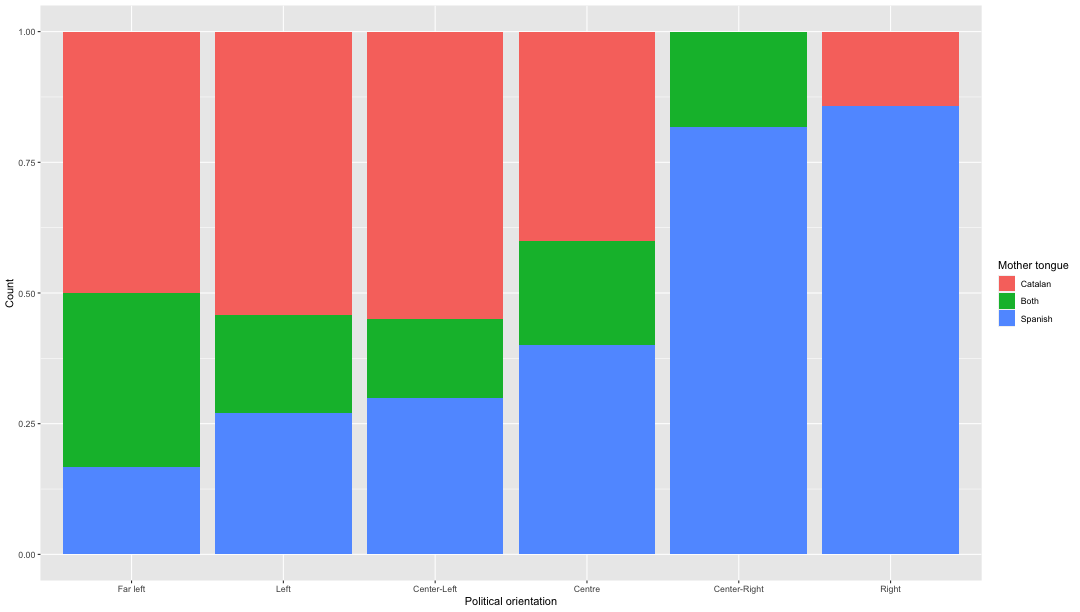 1.00
0.75
0.50
0.25
0.00
Count
Far left
Left
Center-Left
Centre
Center-Right
Right
Political orientation
Mother tongue
Catalan
Both
Spanish